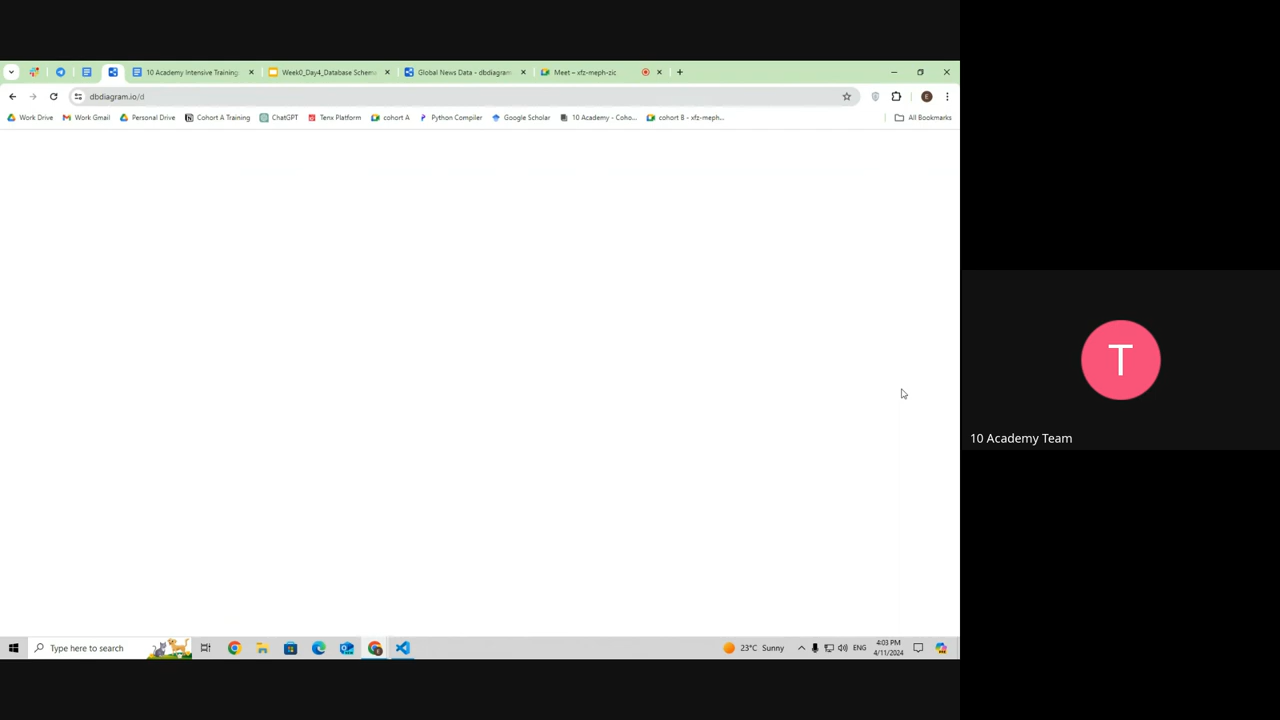 10 Academy Intensive Training
Week0_Day4_Database Schema
Global News Data - dbdiagram
Meet – xfz-meph-zic
dbdiagram.io/d
E
Work Drive
Work Gmail
Personal Drive
Cohort A Training
ChatGPT
Tenx Platform
cohort A
Python Compiler
Google Scholar
10 Academy - Coho...
cohort B - xfz-meph...
All Bookmarks
T
10 Academy Team
Type here to search
23°C Sunny
ENG
4:03 PM
4/11/2024